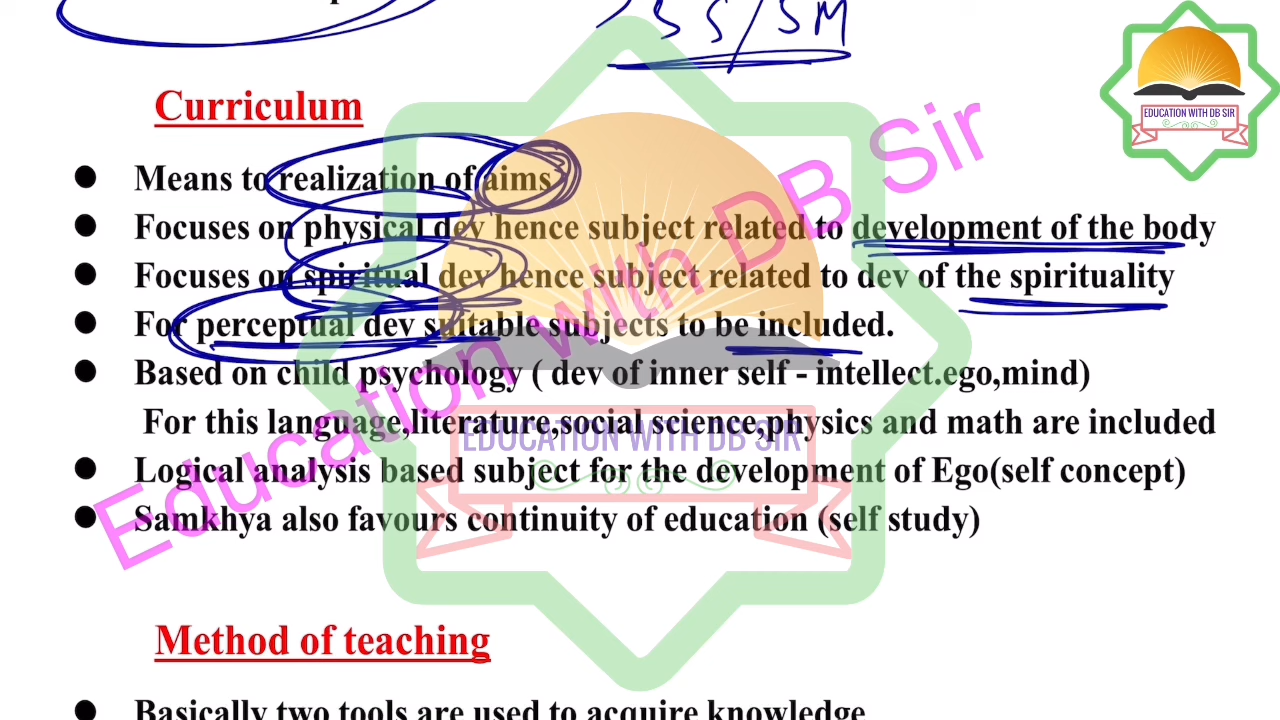 S S / S M
Curriculum
EDUCATION WITH DB SIR
● Means to realization of aims
● Focuses on physical dev hence subject related to development of the body
● Focuses on spiritual dev hence subject related to dev of the spirituality
● For perceptual dev suitable subjects to be included.
● Based on child psychology ( dev of inner self - intellect.ego,mind)
For this language,literature,social science,physics and math are included
● Logical analysis based subject for the development of Ego(self concept)
● Samkhya also favours continuity of education (self study)
Education with DB Sir
EDUCATION WITH DB SIR
Method of teaching
● Basically two tools are used to acquire knowledge